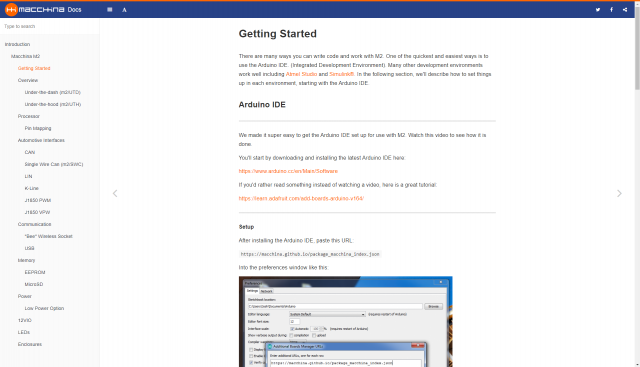 MACCHINA Docs
A
Type to search
Introduction
Macchina M2
Getting Started
Overview
Under-the-dash (m2/UTD)
Under-the-hood (m2/UTH)
Processor
Pin Mapping
Automotive Interfaces
CAN
Single Wire Can (m2/SWC)
LIN
K-Line
J1850 PWM
J1850 VPW
Communication
"Bee" Wireless Socket
USB
Memory
EEPROM
MicroSD
Power
Low Power Option
12VIO
LEDs
Enclosures
Getting Started
There are many ways you can write code and work with M2. One of the quickest and easiest ways is to
use the Arduino IDE. (Integrated Development Environment). Many other development environments
work well including Atmel Studio and Simulink®. In the following section, we'll describe how to set things
up in each environment, starting with the Arduino IDE.
Arduino IDE
We made it super easy to get the Arduino IDE set up for use with M2. Watch this video to see how it is
done.
You'll start by downloading and installing the latest Arduino IDE here:
https://www.arduino.cc/en/Main/Software
If you'd rather read something instead of watching a video, here is a great tutorial:
https://learn.adafruit.com/add-boards-arduino-v164/
Setup
After installing the Arduino IDE, paste this URL:
https://macchina.github.io/package_macchina_index.json
into the preferences window like this:
Settings Network
Sketchbook location:
Browse
Editor language: System Default (requires restart of Arduino)
Editor font size:
Interface scale: Automatic (requires restart of Arduino)
Show verbose output during: compilation upload
Additional Boards Manager URLs
Enter additional URLs, one for each row
https://macchina.github.io/package_macchina_index.json